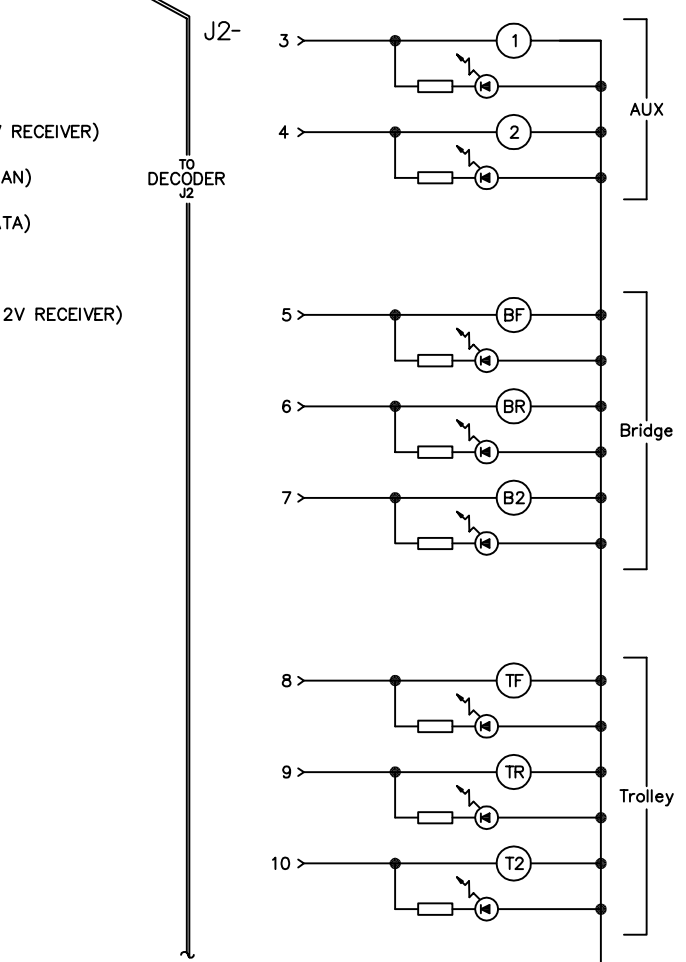 J2-
3
1
AUX
RECEIVER)
4
2
TO
DECODER
J2
AN)
TA)
2V RECEIVER)
5
BF
6
BR
Bridge
7
B2
8
TF
9
TR
Trolley
10
T2